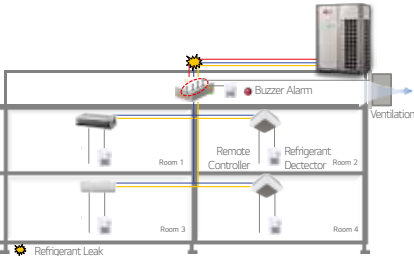 Buzzer Alarm
Ventilation
Room 1
Remote
Controller
Refrigerant
Dectector
Room 2
Room 3
Room 4
Refrigerant Leak